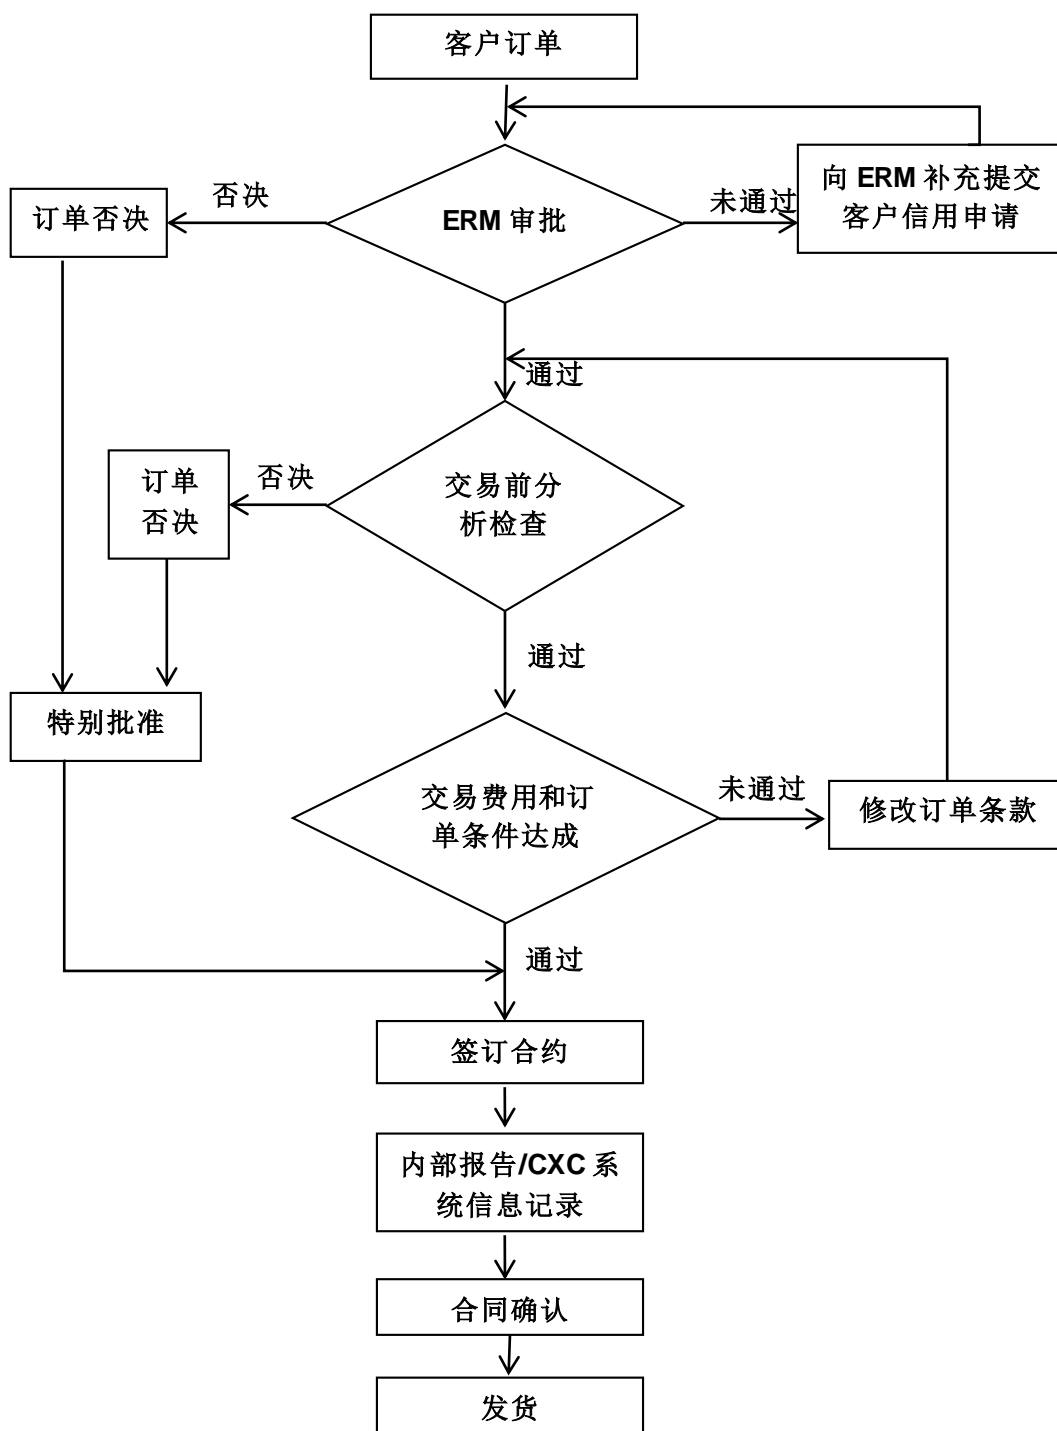 客户订单
向 ERM 补充提交
客户信用申请
否决
未通过
订单否决
ERM 审批
通过
订单
否决
否决
交易前分
析检查
通过
特别批准
交易费用和订
单条件达成
未通过
修改订单条款
通过
签订合约
内部报告/CXC 系
统信息记录
合同确认
发货